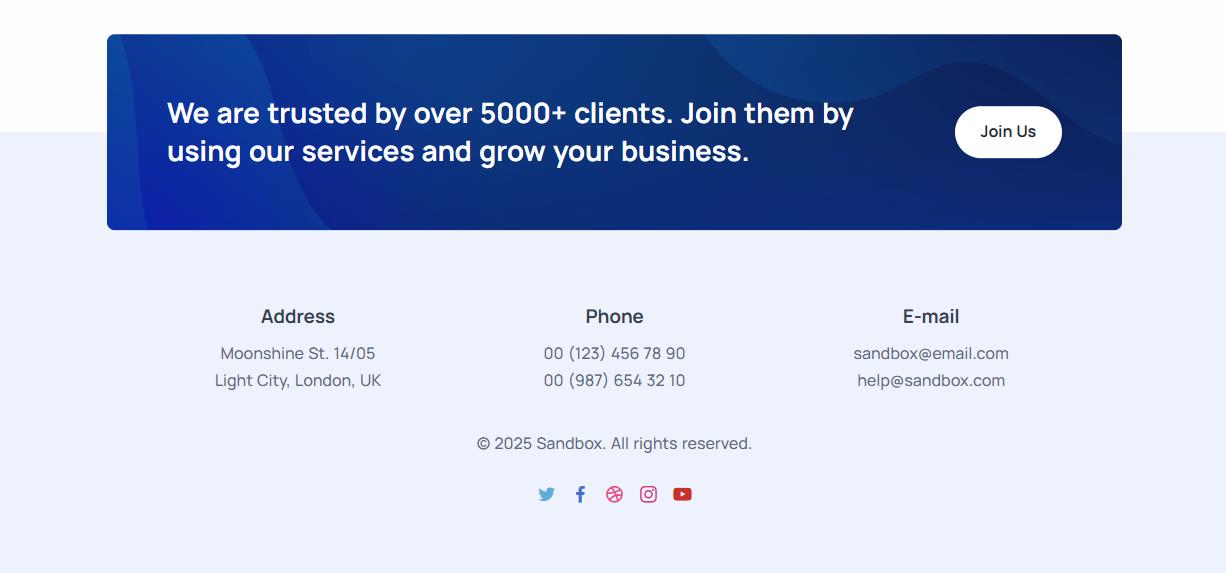 We are trusted by over 5000+ clients. Join them by
using our services and grow your business.
Join Us
Address
Moonshine St. 14/05
Light City, London, UK
Phone
00 (123) 456 78 90
00 (987) 654 32 10
E-mail
sandbox@email.com
help@sandbox.com
© 2025 Sandbox. All rights reserved.